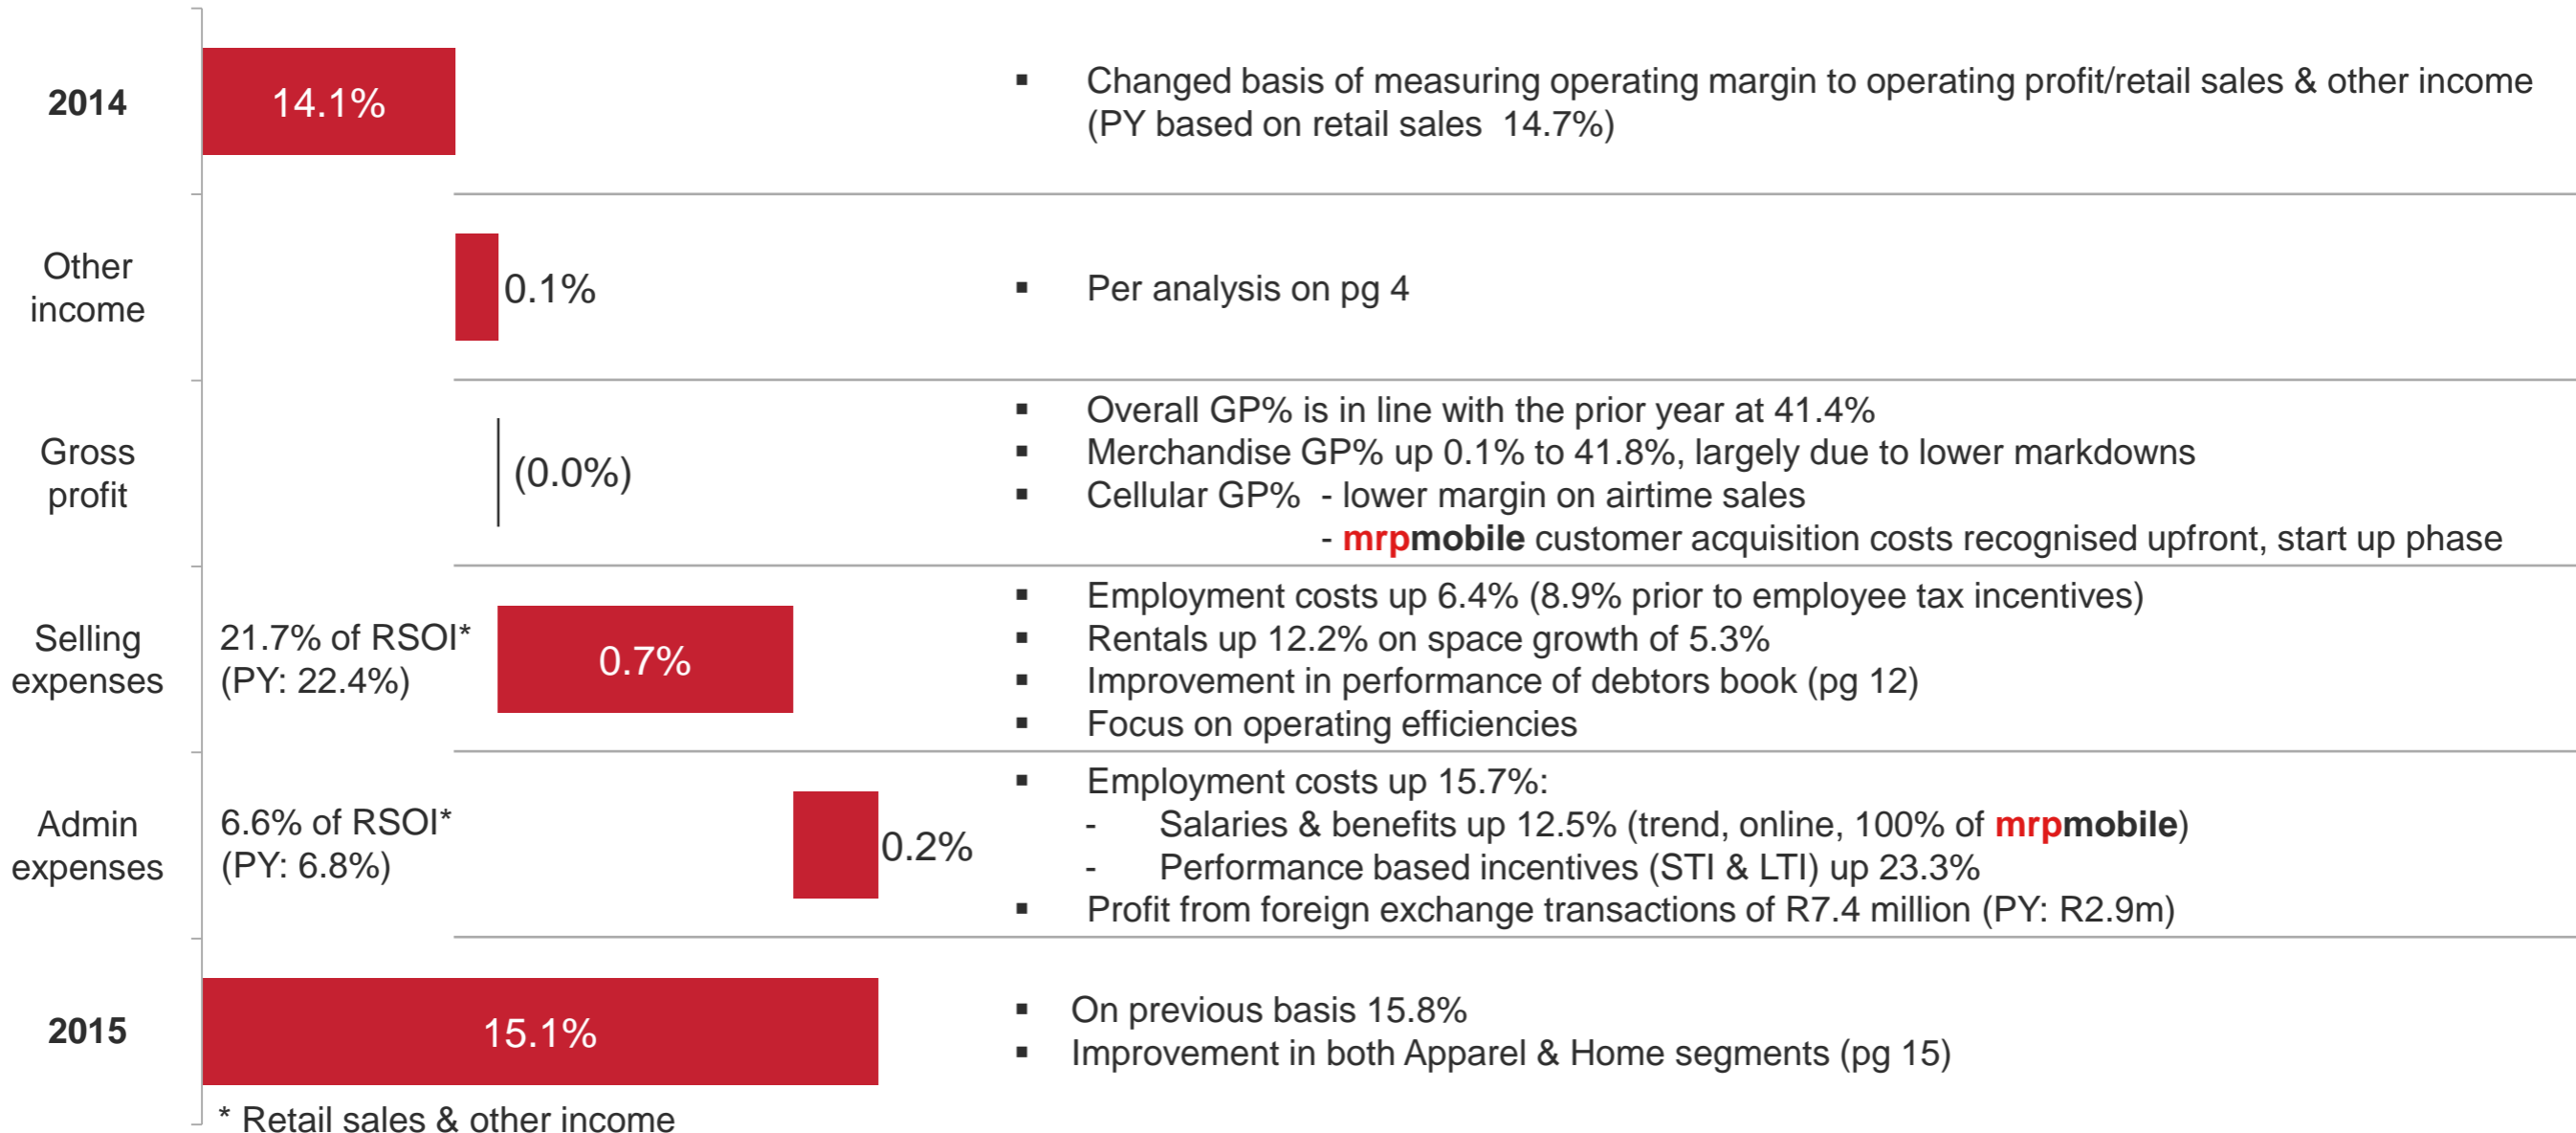 2014
14.1%
▪ Changed basis of measuring operating margin to operating profit/retail sales & other income
(PY based on retail sales 14.7%)
Other
income
0.1%
▪ Per analysis on pg 4
Gross
profit
(0.0%)
▪ Overall GP% is in line with the prior year at 41.4%
▪ Merchandise GP% up 0.1% to 41.8%, largely due to lower markdowns
▪ Cellular GP% - lower margin on airtime sales
- mrpmobile customer acquisition costs recognised upfront, start up phase
Selling
expenses
21.7% of RSOI*
(PY: 22.4%)
0.7%
▪ Employment costs up 6.4% (8.9% prior to employee tax incentives)
▪ Rentals up 12.2% on space growth of 5.3%
▪ Improvement in performance of debtors book (pg 12)
▪ Focus on operating efficiencies
Admin
expenses
6.6% of RSOI*
(PY: 6.8%)
0.2%
▪ Employment costs up 15.7%:
- Salaries & benefits up 12.5% (trend, online, 100% of mrpmobile)
- Performance based incentives (STI & LTI) up 23.3%
▪ Profit from foreign exchange transactions of R7.4 million (PY: R2.9m)
2015
15.1%
▪ On previous basis 15.8%
▪ Improvement in both Apparel & Home segments (pg 15)
* Retail sales & other income